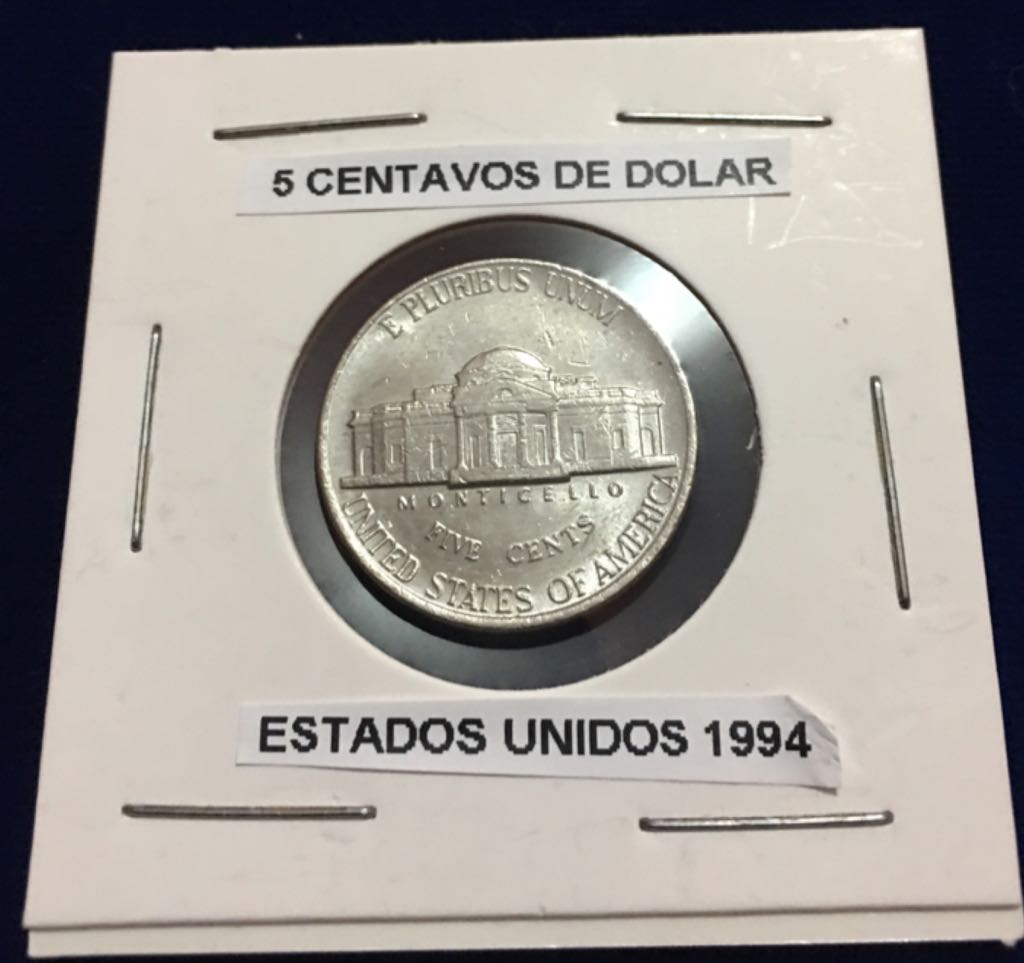 5 CENTAVOS DE DOLAR
E PLURIBUS UNUM
MONTICELLO
FIVE CENTS
UNITED STATES OF AMERICA
ESTADOS UNIDOS 1994